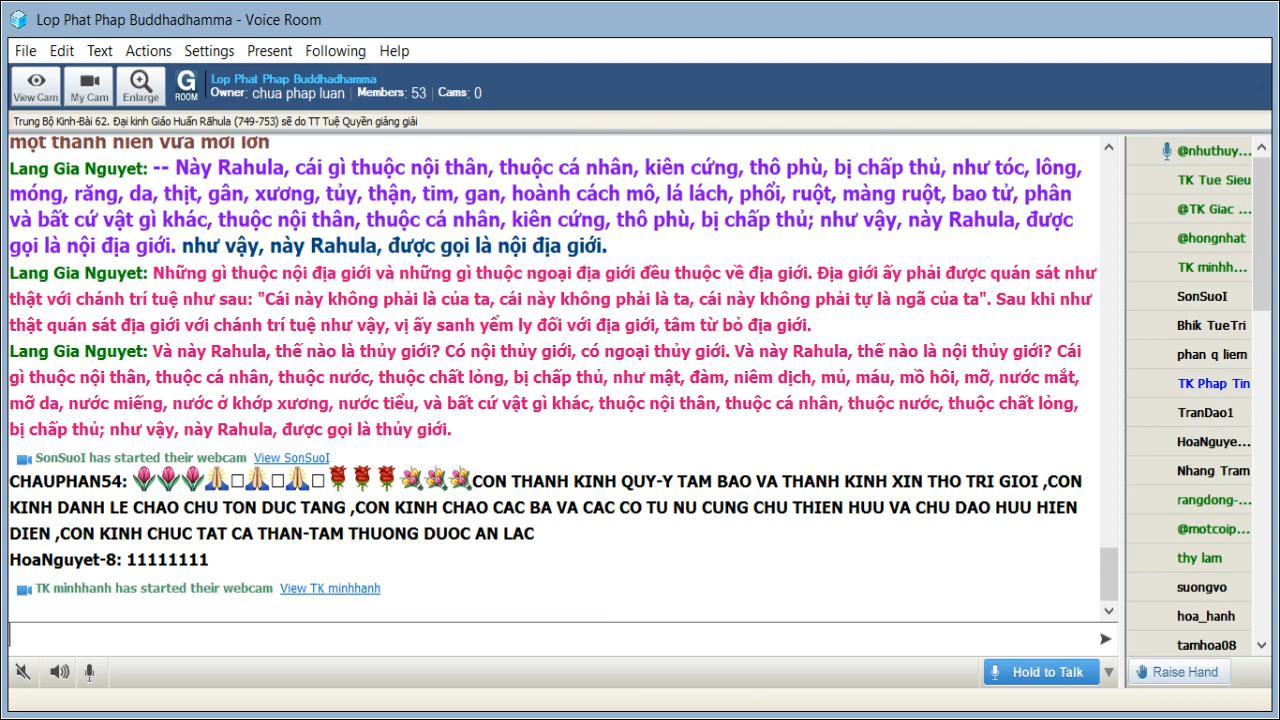 Lop Phat Phap Buddhadhamma - Voice Room
File Edit Text Actions Settings Present Following Help
View Cam My Cam Enlarge G ROOM
Lop Phat Phap Buddhadhamma
Owner: chua phap luan Members: 53 Cams: 0
Trung Bộ Kinh-Bài 62. Đại kinh Giáo Huấn Rãhula (749-753) sẽ do TT Tuệ Quyền giảng giải
một thanh niên vừa mới lớn
Lang Gia Nguyet: -- Này Rahula, cái gì thuộc nội thân, thuộc cá nhân, kiên cứng, thô phù, bị chấp thủ, như tóc, lông,
móng, răng, da, thịt, gân, xương, tủy, thận, tim, gan, hoành cách mô, lá lách, phổi, ruột, màng ruột, bao tử, phân
và bất cứ vật gì khác, thuộc nội thân, thuộc cá nhân, kiên cứng, thô phù, bị chấp thủ; như vậy, này Rahula, được
gọi là nội địa giới. như vậy, này Rahula, được gọi là nội địa giới.
Lang Gia Nguyet: Những gì thuộc nội địa giới và những gì thuộc ngoại địa giới đều thuộc về địa giới. Địa giới ấy phải được quán sát như
thật với chánh trí tuệ như sau: "Cái này không phải là của ta, cái này không phải là ta, cái này không phải tự là ngã của ta". Sau khi như
thật quán sát địa giới với chánh trí tuệ như vậy, vị ấy sanh yểm ly đối với địa giới, tâm từ bỏ địa giới.
Lang Gia Nguyet: Và này Rahula, thế nào là thủy giới? Có nội thủy giới, có ngoại thủy giới. Và này Rahula, thế nào là nội thủy giới? Cái
gì thuộc nội thân, thuộc cá nhân, thuộc nước, thuộc chất lỏng, bị chấp thủ, như mật, đàm, niêm dịch, mủ, máu, mồ hôi, mỡ, nước mắt,
mỡ da, nước miếng, nước ở khớp xương, nước tiểu, và bất cứ vật gì khác, thuộc nội thân, thuộc cá nhân, thuộc nước, thuộc chất lỏng,
bị chấp thủ; như vậy, này Rahula, được gọi là thủy giới.
SonSuoI has started their webcam View SonSuoI
CHAUPHAN54: 🌷🌷🌷🙏□🙏□🙏□🌹🌹🌹💐💐💐CON THANH KINH QUY-Y TAM BAO VA THANH KINH XIN THO TRI GIOI ,CON
KINH DANH LE CHAO CHU TON DUC TANG ,CON KINH CHAO CAC BA VA CAC CO TU NU CUNG CHU THIEN HUU VA CHU DAO HUU HIEN
DIEN ,CON KINH CHUC TAT CA THAN-TAM THUONG DUOC AN LAC
HoaNguyet-8: 11111111
TK minhhanh has started their webcam View TK minhhanh
Hold to Talk
@nhuthuy...
TK Tue Sieu
@TK Giac ...
@hongnhat
TK minhh...
SonSuoI
Bhik TueTri
phan q liem
TK Phap Tin
TranDao1
HoaNguye...
Nhang Tram
rangdong-...
@motcoip...
thy lam
suongvo
hoa_hanh
tamhoa08
Raise Hand